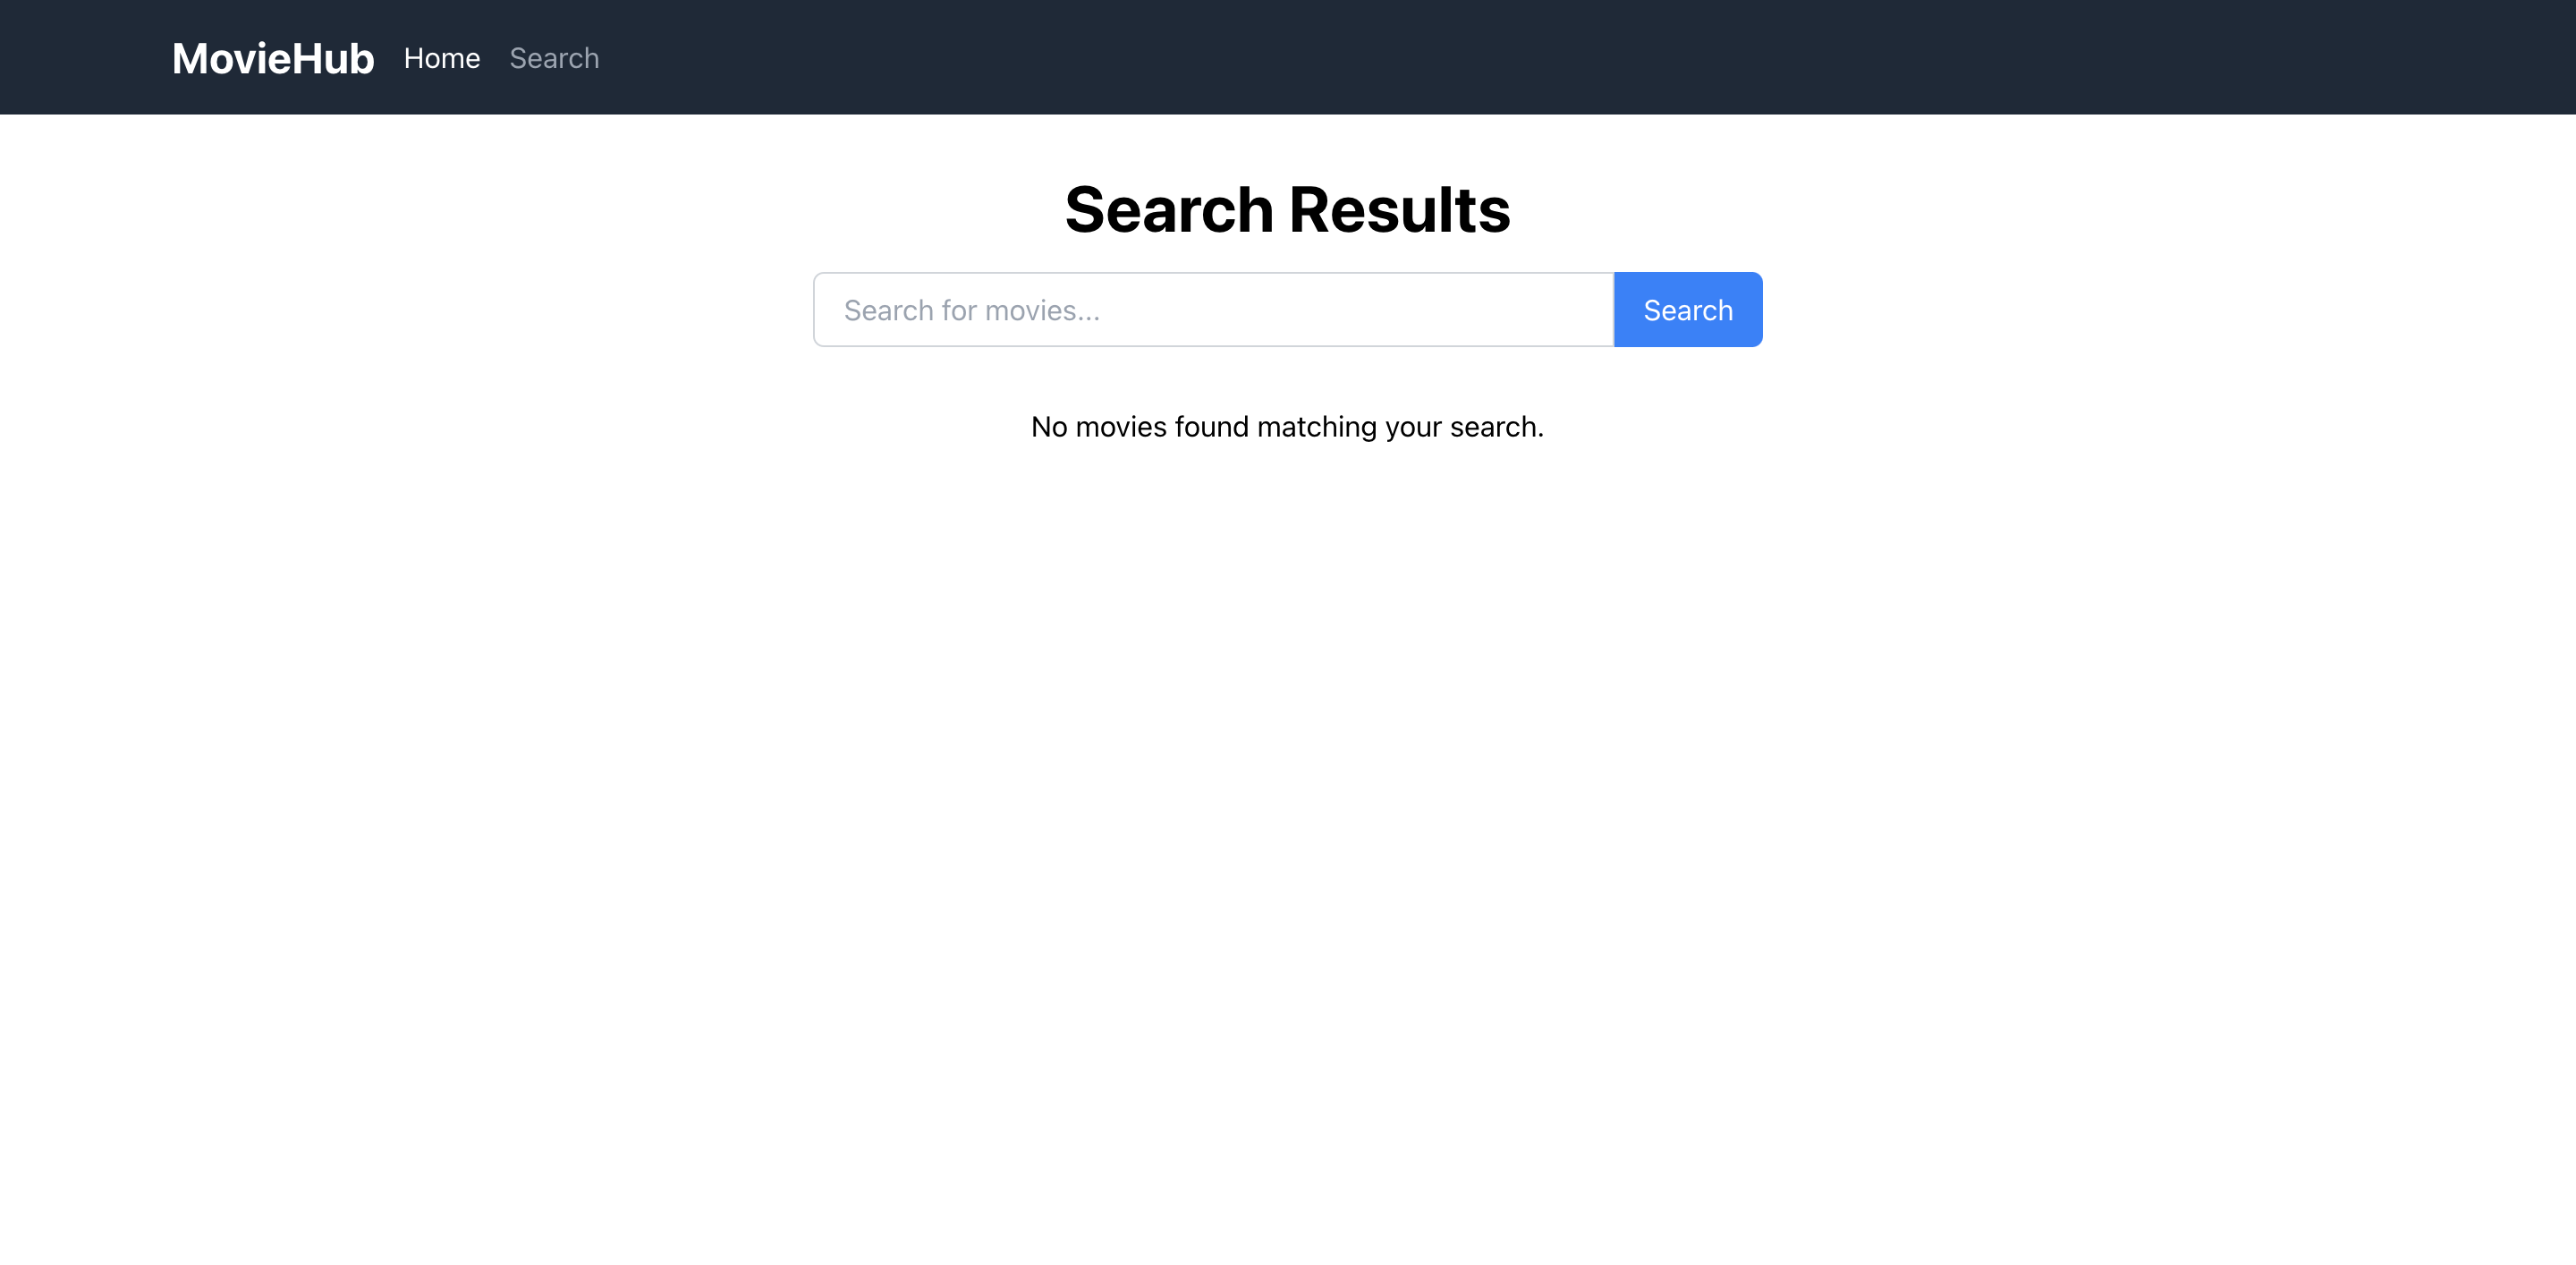 MovieHub Home Search
Search Results
Search for movies...
Search
No movies found matching your search.